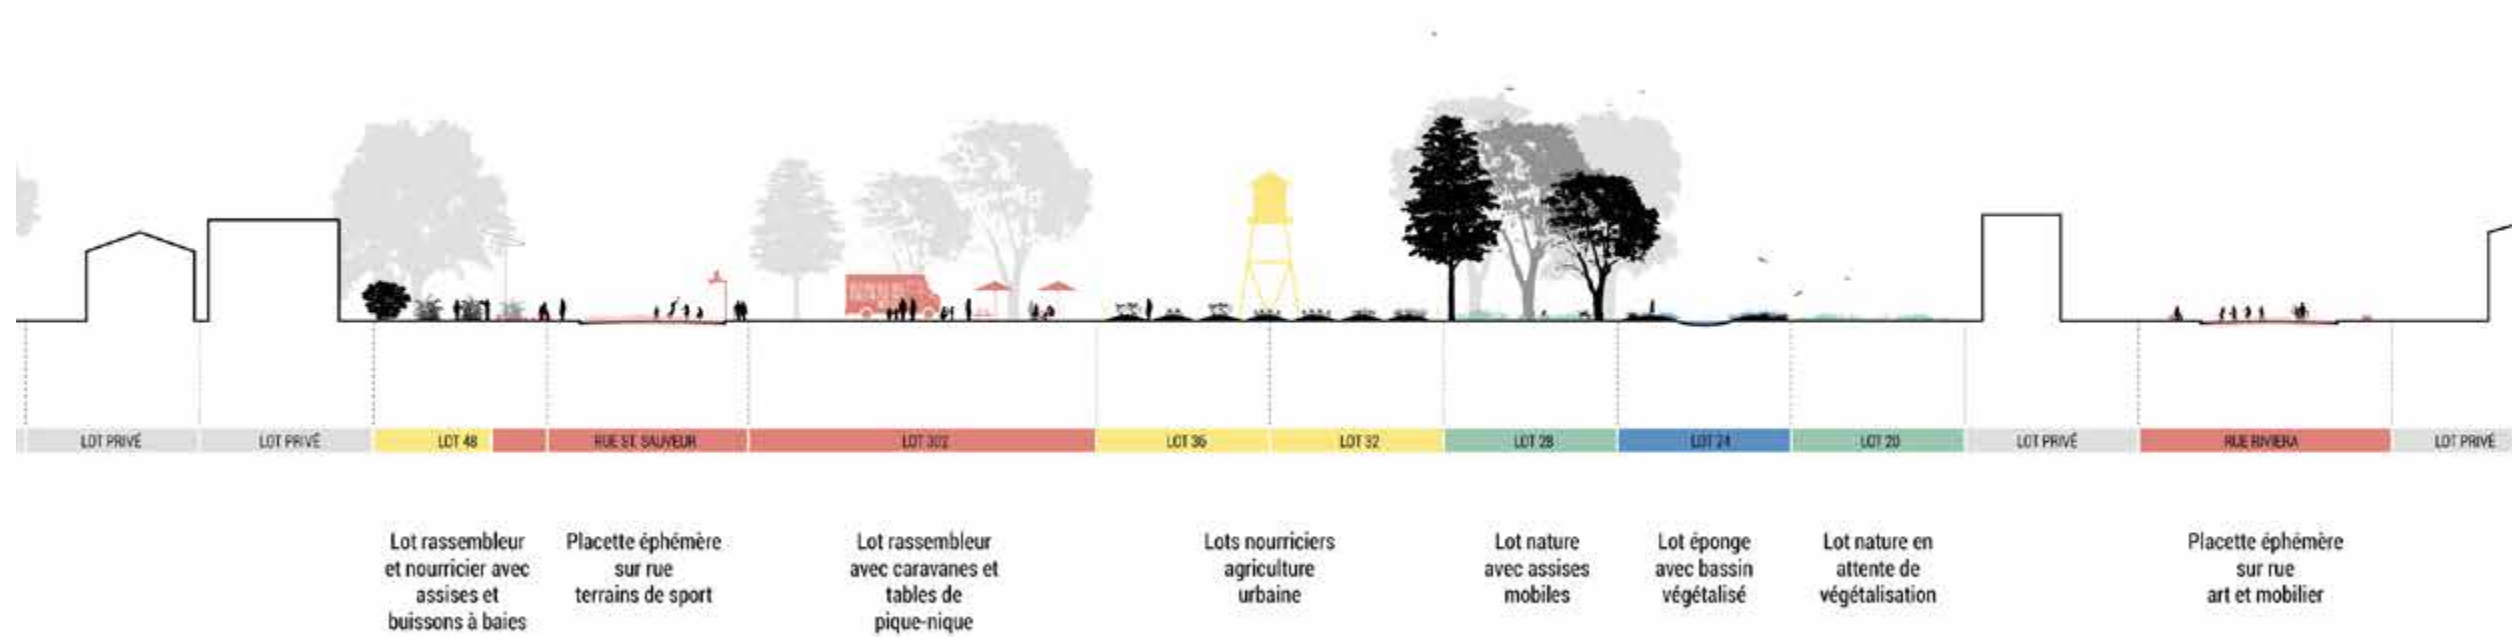 LOT PRIVÉ
LOT PRIVÉ
LOT 48
RUE ST. SAUVEUR
LOT 302
LOT 36
LOT 32
LOT 28
LOT 24
LOT 20
LOT PRIVÉ
RUE RIVIERA
LOT PRIVÉ
Lot rassembleur
et nourricier avec
assises et
buissons à baies
Placette éphémère
sur rue
terrains de sport
Lot rassembleur
avec caravanes et
tables de
pique-nique
Lots nourriciers
agriculture
urbaine
Lot nature
avec assises
mobiles
Lot éponge
avec bassin
végétalisé
Lot nature en
attente de
végétalisation
Placette éphémère
sur rue
art et mobilier